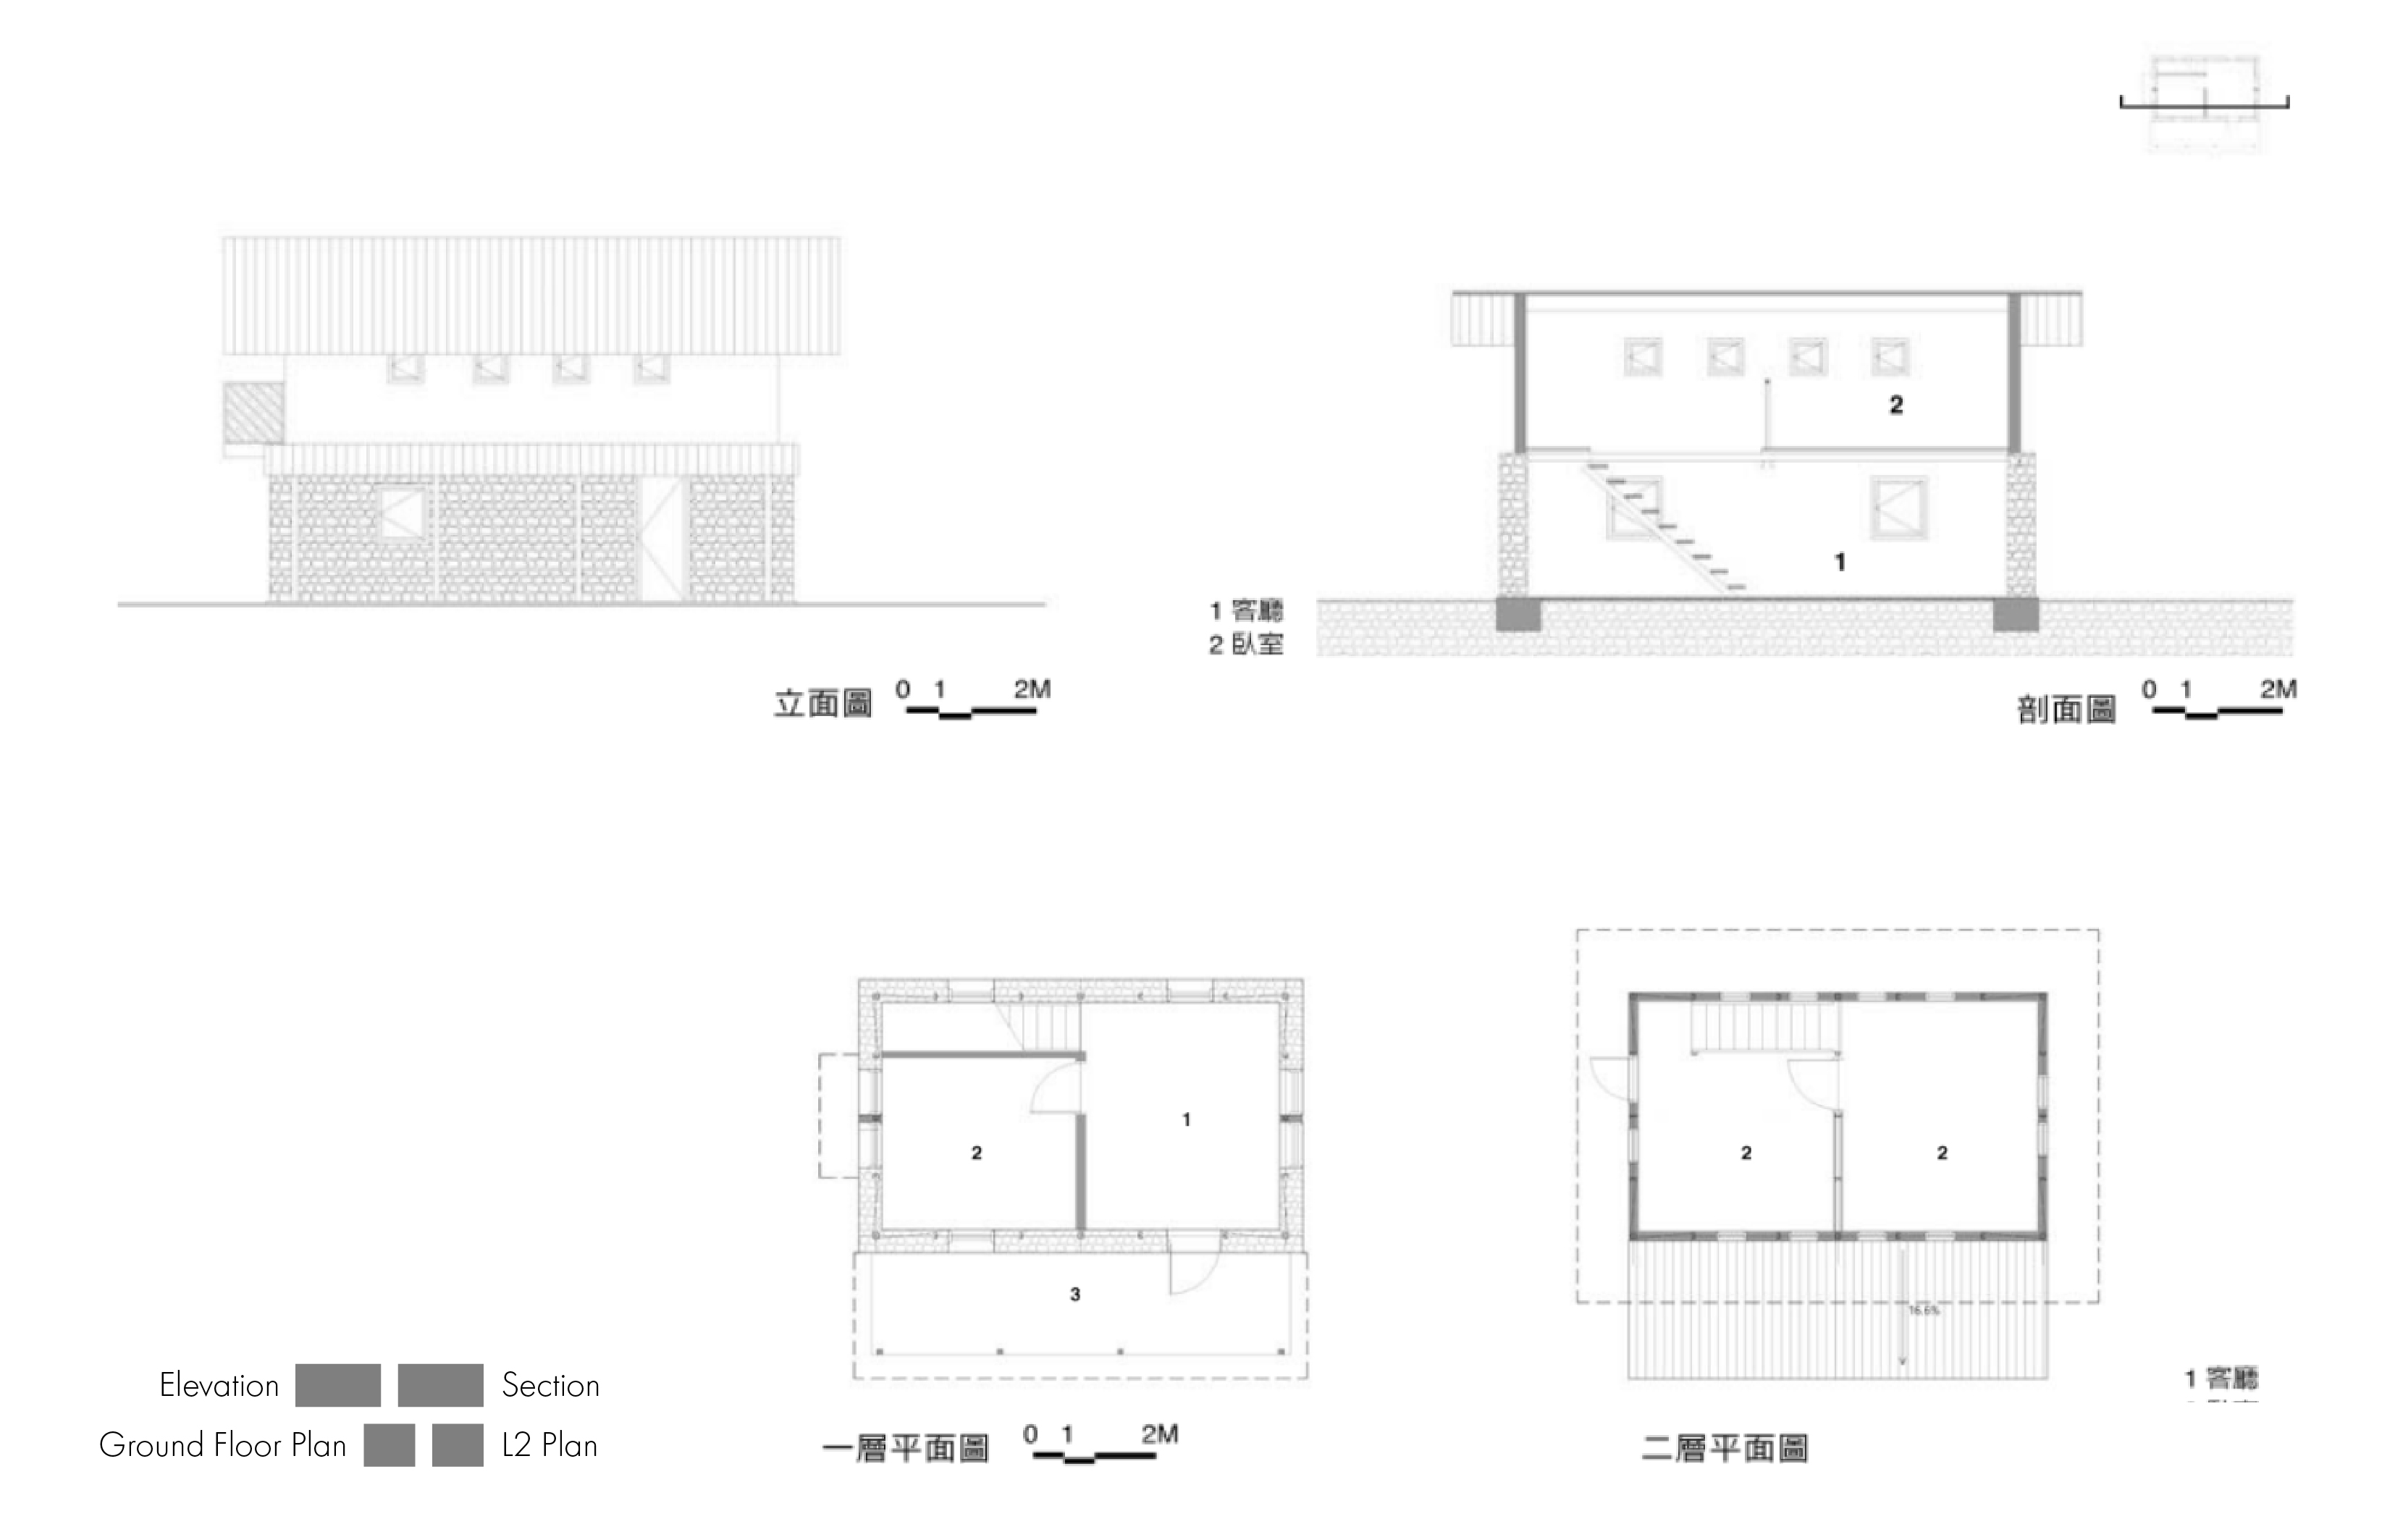 2
1
1 客廳
2 臥室
立面圖 0 1 2M
剖面圖 0 1 2M
1
2
3
2 2
16.6%
1 客廳
Elevation Section
Ground Floor Plan L2 Plan
一層平面圖 0 1 2M
二層平面圖